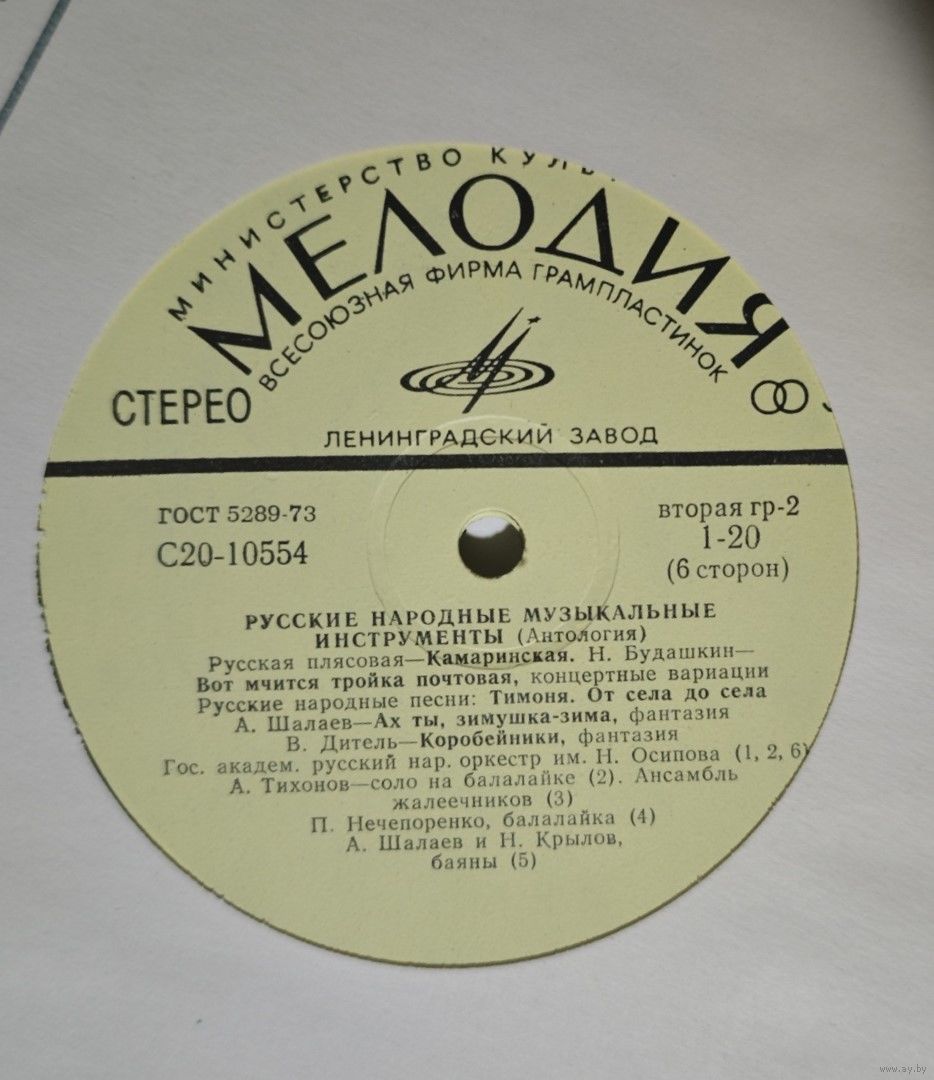 МИНИСТЕРСТВО
МЕЛОДИЯ
ВСЕСОЮЗНАЯ ФИРМА ГРАМПЛАСТИНОК
СТЕРЕО
ЛЕНИНГРАДСКИЙ ЗАВОД
ГОСТ 5289-73
вторая гр-2
С20-10554
1-20
(6 сторон)
РУССКИЕ НАРОДНЫЕ МУЗЫКАЛЬНЫЕ
ИНСТРУМЕНТЫ (Антология)
Русская плясовая—Камаринская. Н. Будашкин—
Вот мчится тройка почтовая, концертные вариации
Русские народные песни: Тимоня. От села до села
А. Шалаев—Ах ты, зимушка-зима, фантазия
В. Дитель—Коробейники, фантазия
Гос. академ. русский нар. оркестр им. Н. Осипова (1, 2, 6)
А. Тихонов—соло на балалайке (2). Ансамбль
жалеечников (3)
П. Нечепоренко, балалайка (4)
А. Шалаев и Н. Крылов,
баяны (5)
www.ay.by